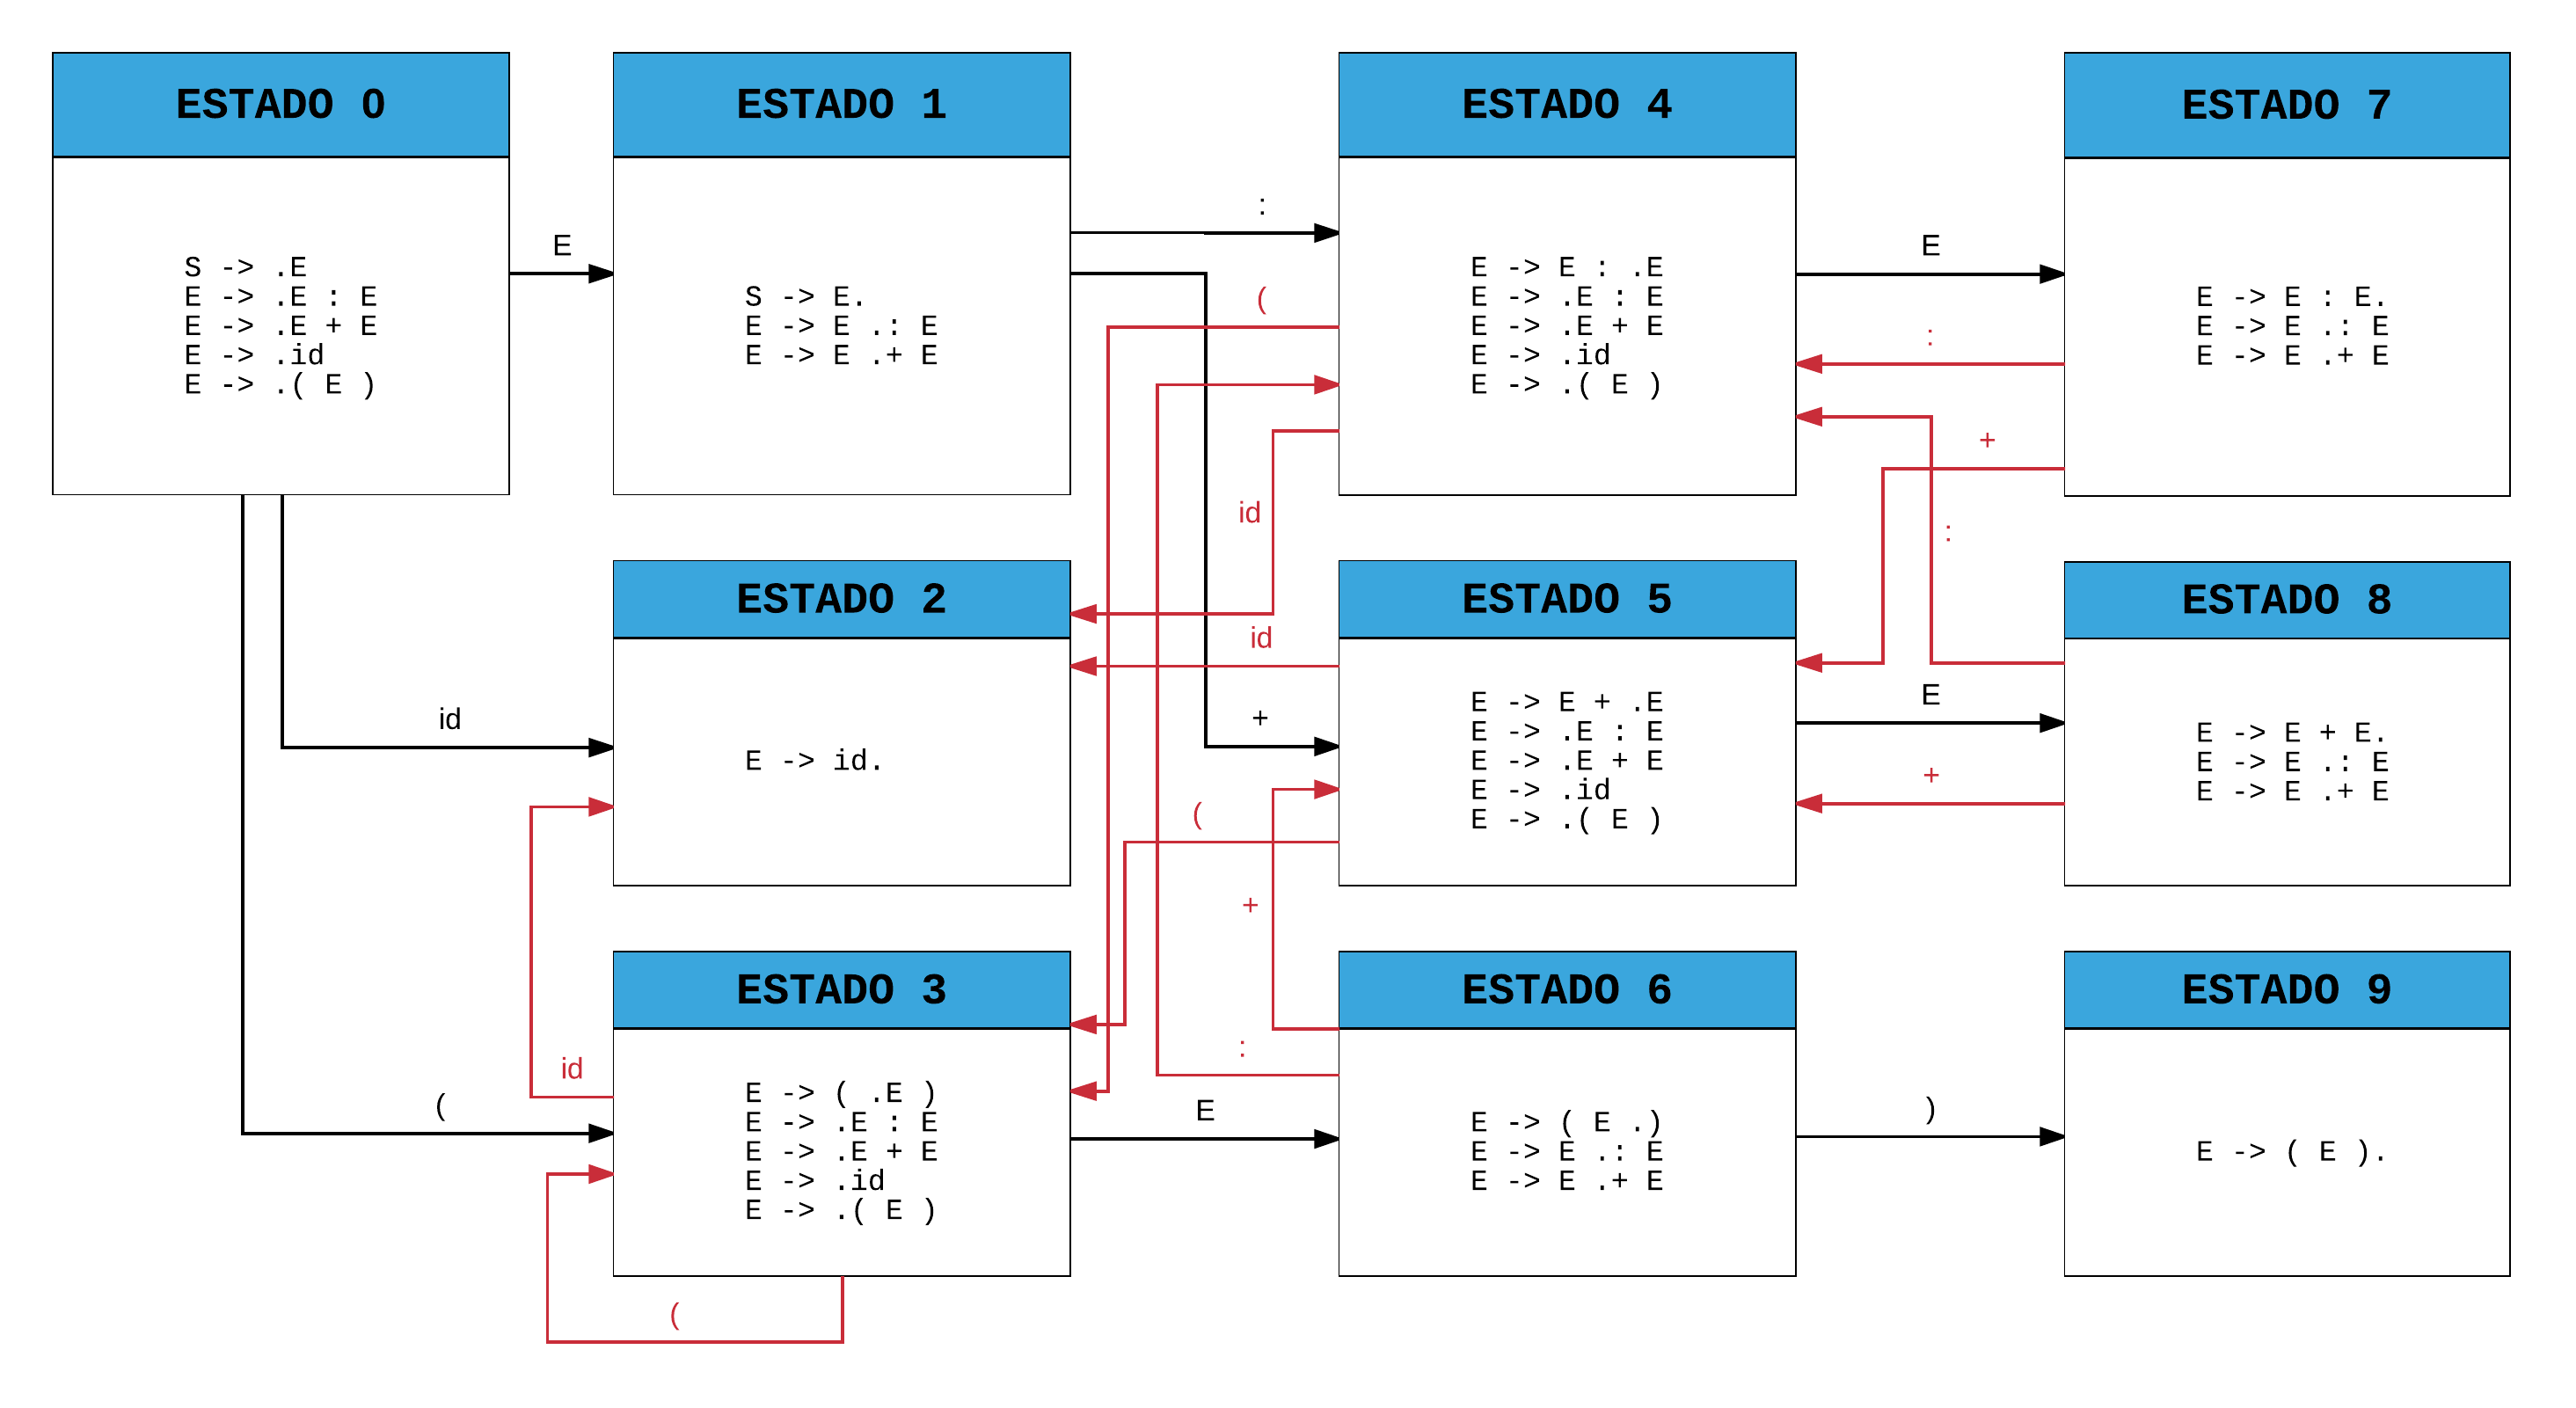 ESTADO 0
S -> .E
E -> .E : E
E -> .E + E
E -> .id
E -> .( E )
E
ESTADO 1
S -> E.
E -> E .: E
E -> E .+ E
:
(
ESTADO 4
E -> E : .E
E -> .E : E
E -> .E + E
E -> .id
E -> .( E )
E
:
+
:
ESTADO 7
E -> E : E.
E -> E .: E
E -> E .+ E
id
id
ESTADO 2
E -> id.
id
id
+
(
+
ESTADO 5
E -> E + .E
E -> .E : E
E -> .E + E
E -> .id
E -> .( E )
E
+
ESTADO 8
E -> E + E.
E -> E .: E
E -> E .+ E
(
ESTADO 3
E -> ( .E )
E -> .E : E
E -> .E + E
E -> .id
E -> .( E )
(
:
E
ESTADO 6
E -> ( E .)
E -> E .: E
E -> E .+ E
)
ESTADO 9
E -> ( E ).